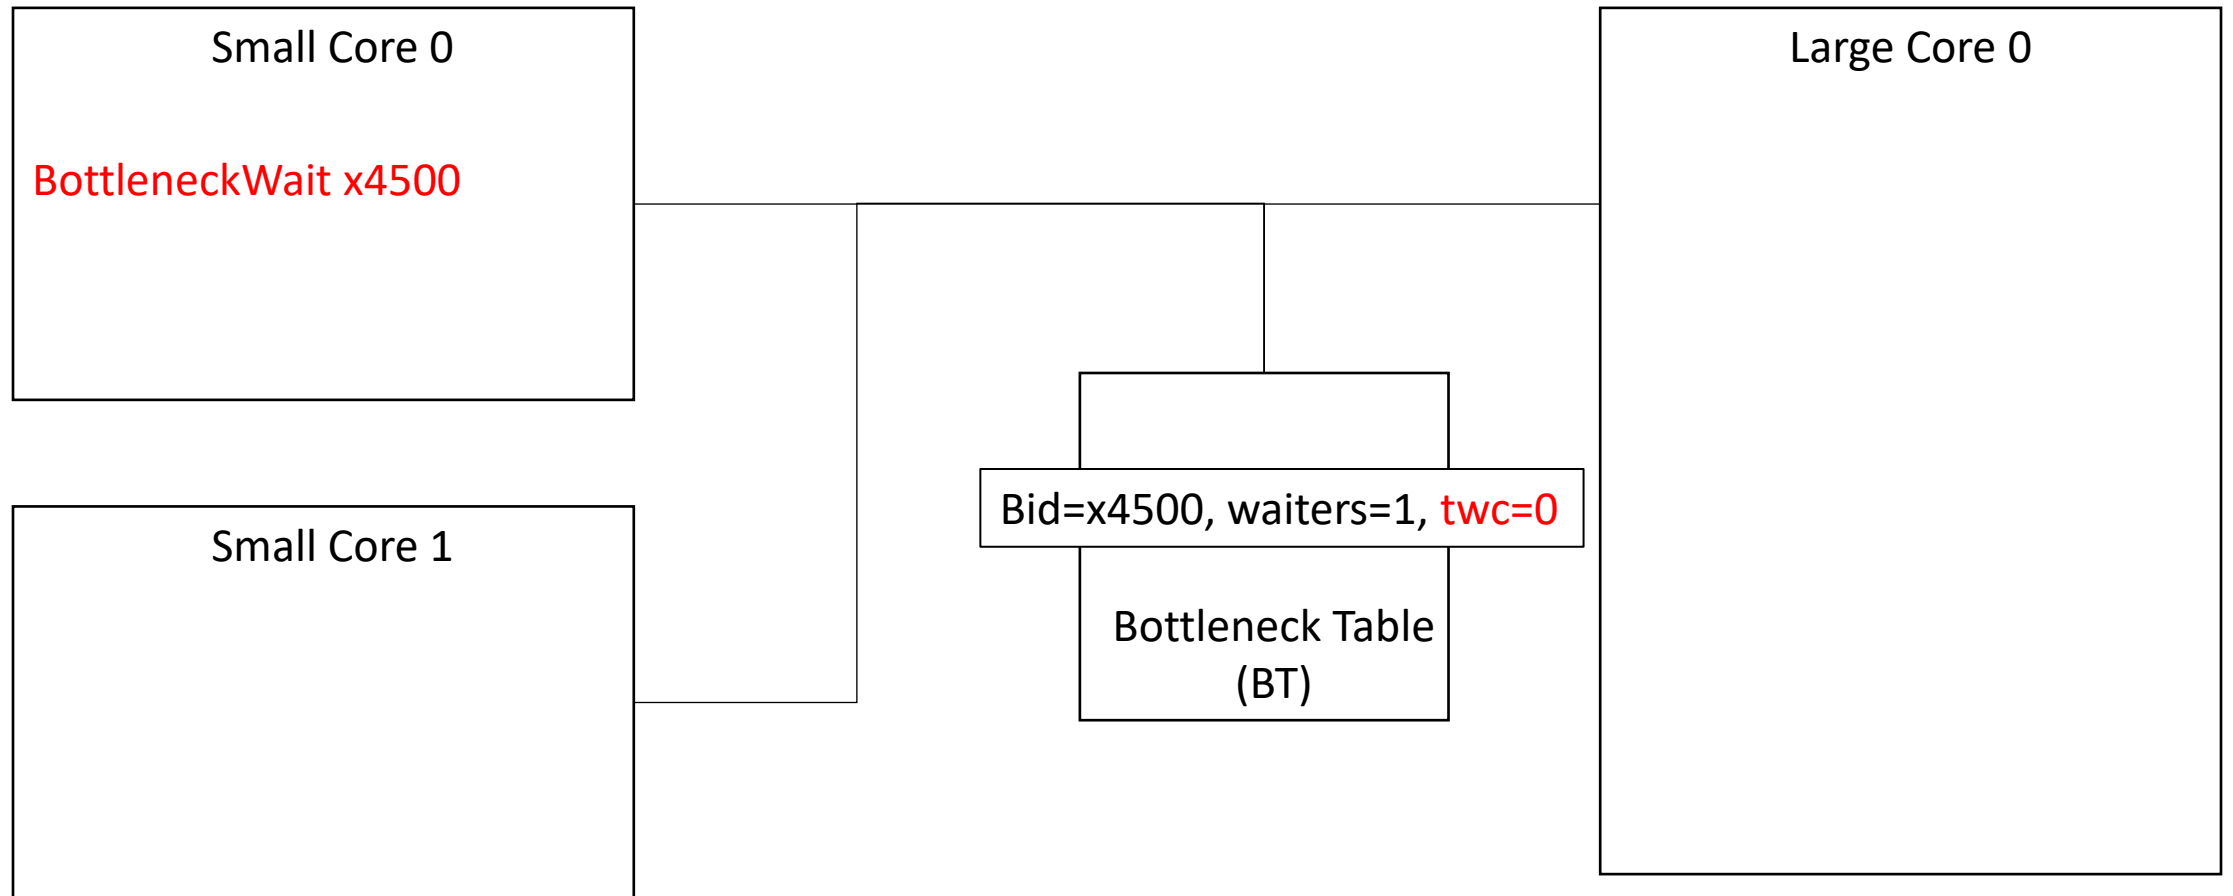 Small Core 0
BottleneckWait x4500
Large Core 0
Small Core 1
Bid=x4500, waiters=1, twc=0
Bottleneck Table
(BT)